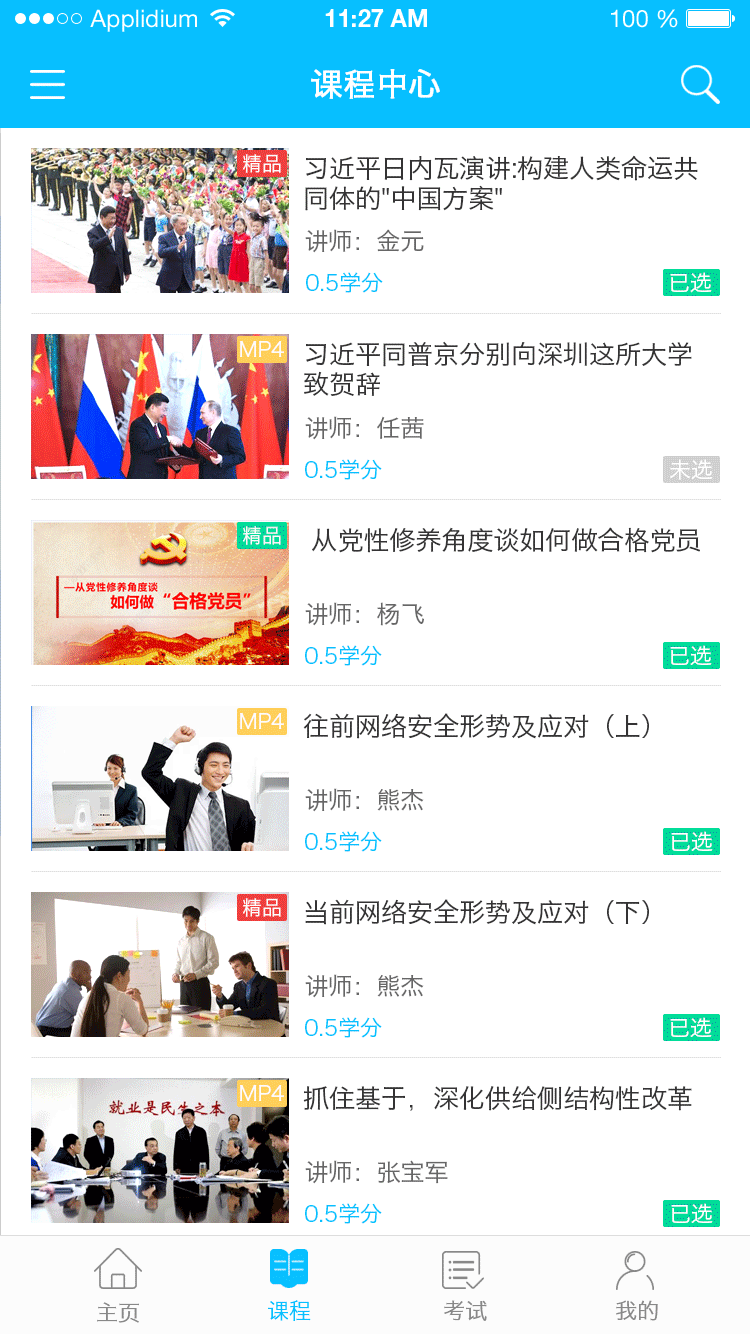 Applidium 11:27 AM 100 %
课程中心
精品
习近平日内瓦演讲:构建人类命运共
同体的"中国方案"
讲师：金元
0.5学分 已选
MP4
习近平同普京分别向深圳这所大学
致贺辞
讲师：任茜
0.5学分 未选
精品
—从党性修养角度谈
如何做“合格党员”
从党性修养角度谈如何做合格党员
讲师：杨飞
0.5学分 已选
MP4
往前网络安全形势及应对（上）
讲师：熊杰
0.5学分 已选
精品
当前网络安全形势及应对（下）
讲师：熊杰
0.5学分 已选
MP4
就业是民生之本
抓住基于，深化供给侧结构性改革
讲师：张宝军
0.5学分 已选
主页 课程 考试 我的